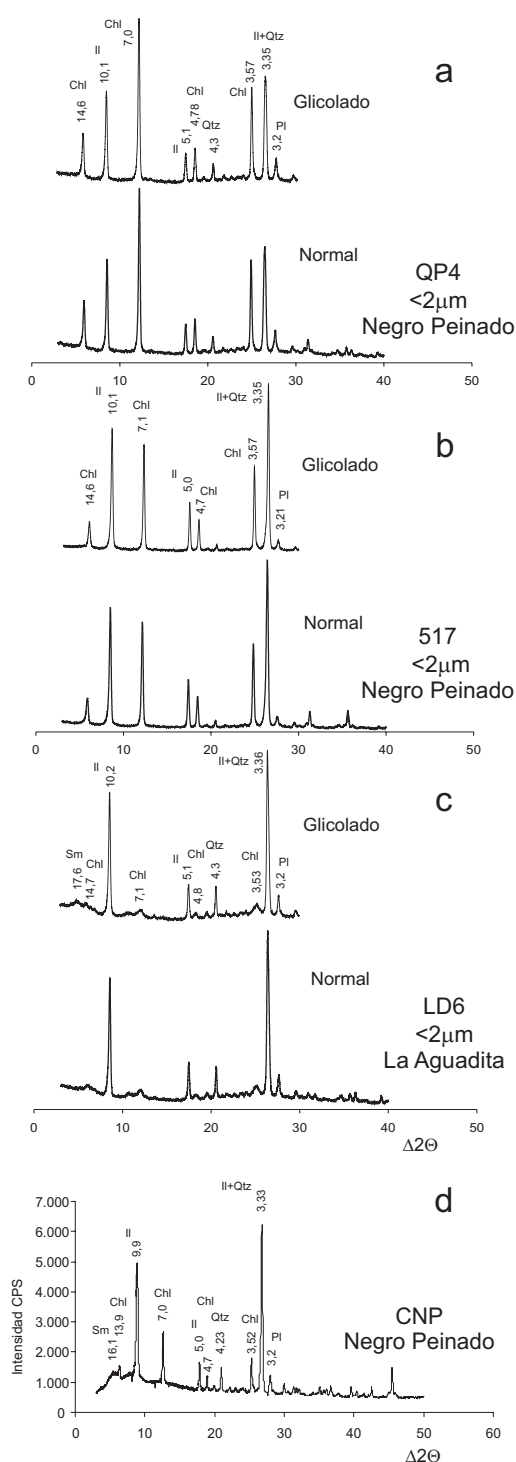 a
Chl
14,6
Il
10,1
Chl
7,0
Il
5,1
Chl
4,78
Qtz
4,3
Chl
3,57
Il+Qtz
3,35
3,2
Pl
Glicolado
Normal
QP4
<2μm
Negro Peinado
0 10 20 30 40 50
b
Chl
14,6
Il
10,1
Chl
7,1
Il
5,0
4,7
Chl
Chl
3,57
Il+Qtz
3,35
Pl
3,21
Glicolado
Normal
517
<2μm
Negro Peinado
0 10 20 30 40 50
c
Sm
17,6
Chl
14,7
Il
10,2
Chl
7,1
Il
5,1
Chl
4,8
Qtz
4,3
Chl
3,53
Il+Qtz
3.36
Pl
3,2
Glicolado
Normal
LD6
<2μm
La Aguadita
0 10 20 30 40 50
Δ2Θ
d
Intensidad CPS
7.000
6.000
5.000
4.000
3.000
2.000
1.000
0
Sm
16,1
Chl
13,9
Il
9,9
Chl
7,0
Il
5,0
Chl
4,7
Qtz
4,23
Chl
3,52
Il+Qtz
3,33
Pl
3,2
CNP
Negro Peinado
0 10 20 30 40 50 60
Δ2Θ